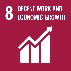 8 DECENT WORK AND
ECONOMIC GROWTH